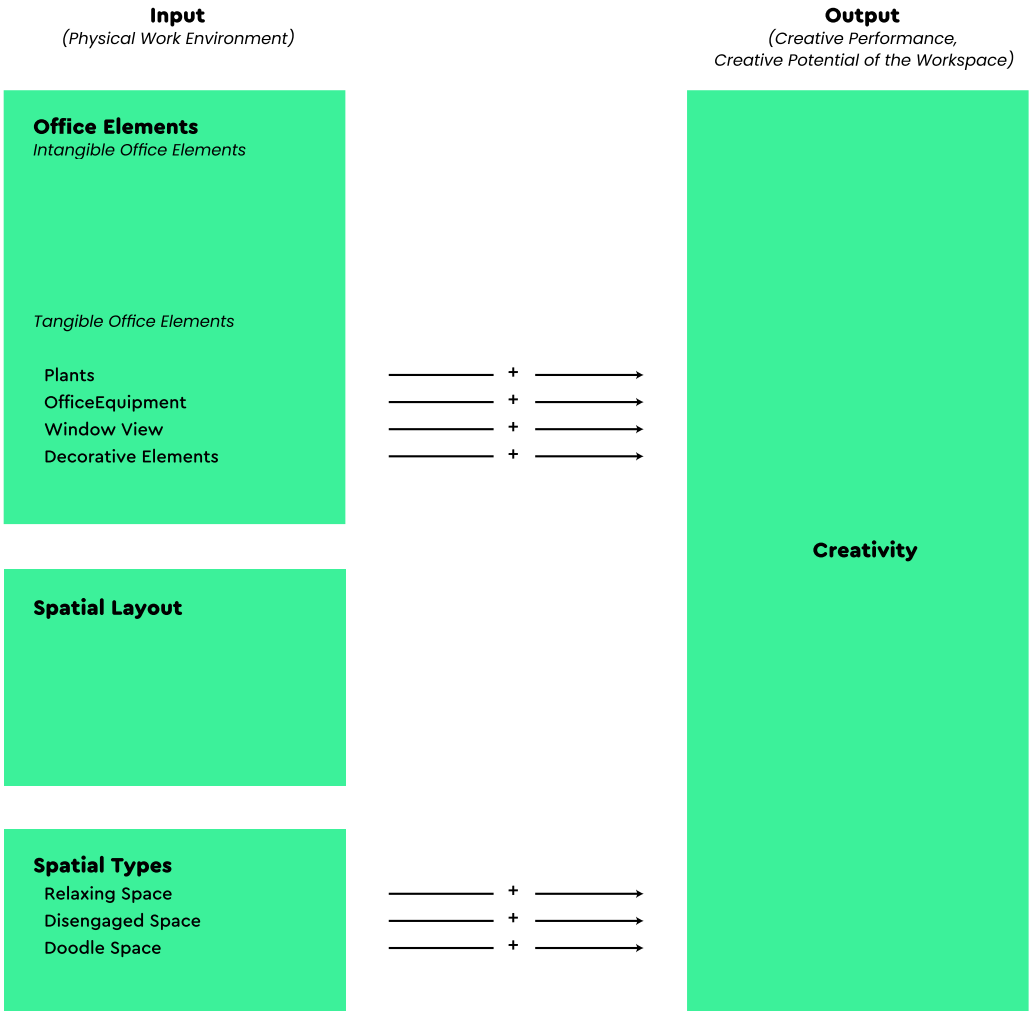 Input
(Physical Work Environment)
Output
(Creative Performance,
Creative Potential of the Workspace)
Office Elements
Intangible Office Elements
Tangible Office Elements
Plants
+
OfficeEquipment
+
Window View
+
Decorative Elements
+
Creativity
Spatial Layout
Spatial Types
Relaxing Space
+
Disengaged Space
+
Doodle Space
+